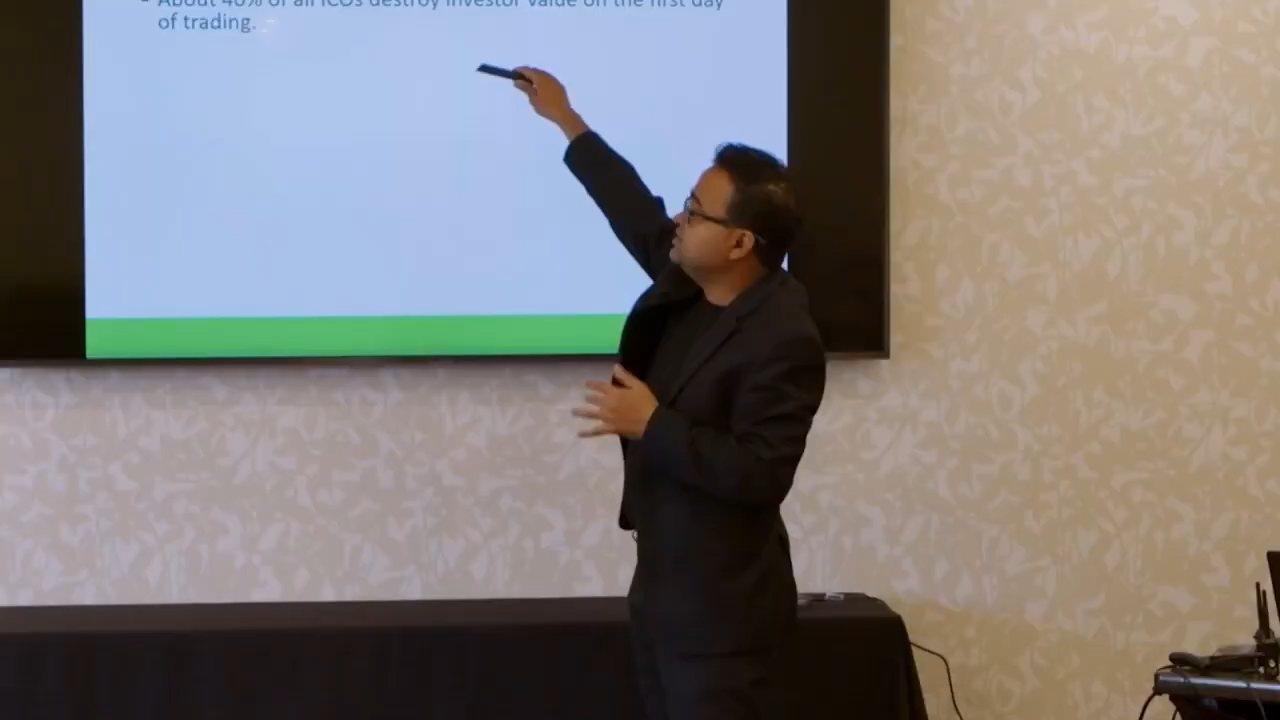 - About 40% of all ICOs destroy investor value on the first day
of trading.